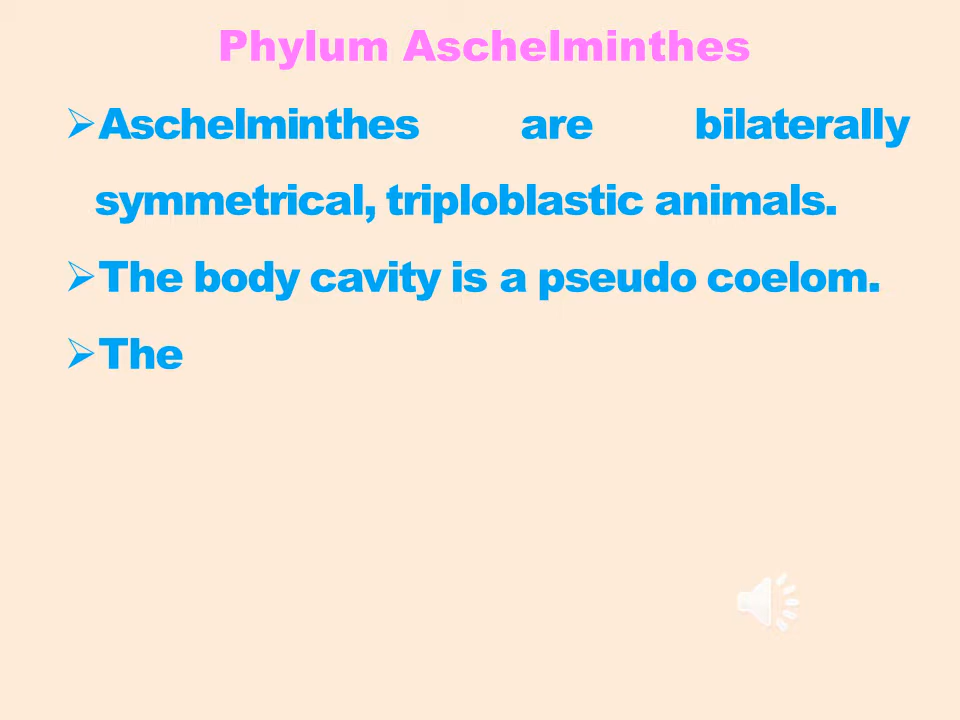 Phylum Aschelminthes
➢Aschelminthes are bilaterally
symmetrical, triploblastic animals.
➢The body cavity is a pseudo coelom.
➢The